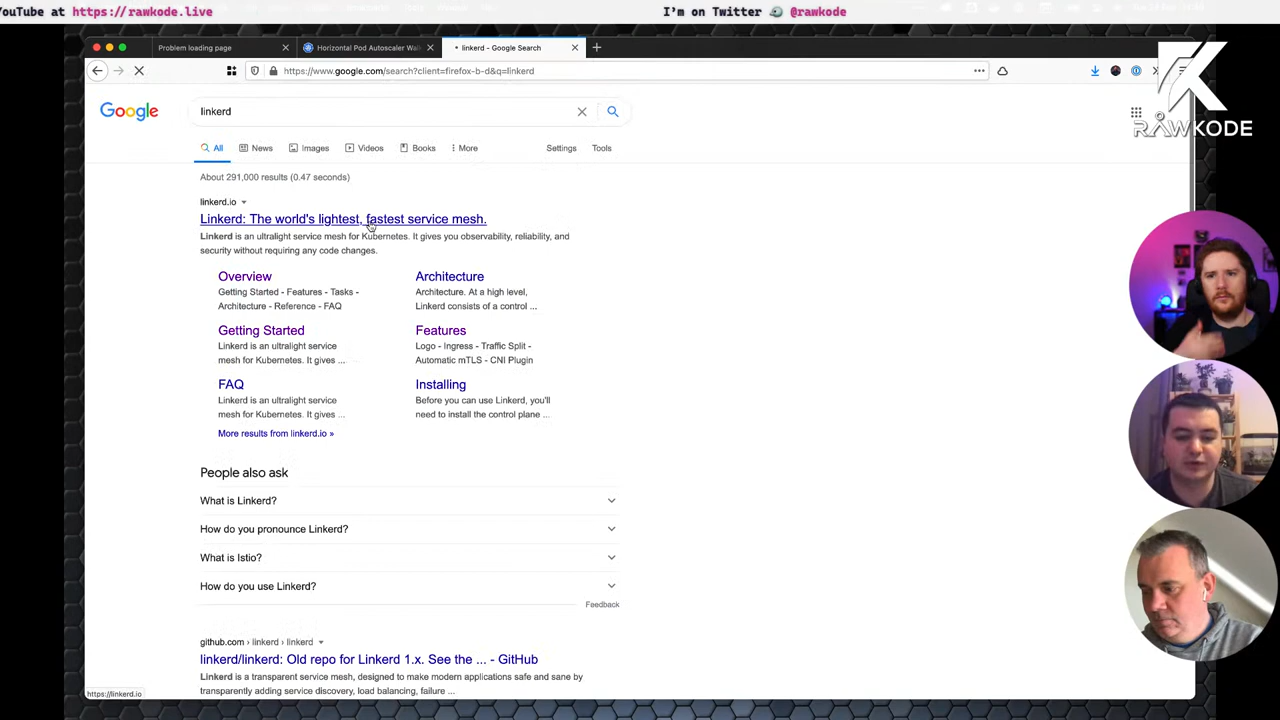 YouTube at https://rawkode.live
I'm on Twitter @rawkode
Problem loading page
Horizontal Pod Autoscaler Wal
linkerd - Google Search
https://www.google.com/search?client=firefox-b-d&q=linkerd
RAWKODE
Google
linkerd
All
News
Images
Videos
Books
More
Settings
Tools
About 291,000 results (0.47 seconds)
linkerd.io
Linkerd: The world's lightest, fastest service mesh.
Linkerd is an ultralight service mesh for Kubernetes. It gives you observability, reliability, and
security without requiring any code changes.
Overview
Getting Started - Features - Tasks -
Architecture - Reference - FAQ
Architecture
Architecture. At a high level,
Linkerd consists of a control ...
Getting Started
Linkerd is an ultralight service
mesh for Kubernetes. It gives ...
Features
Logo - Ingress - Traffic Split -
Automatic mTLS - CNI Plugin
FAQ
Linkerd is an ultralight service
mesh for Kubernetes. It gives ...
Installing
Before you can use Linkerd, you'll
need to install the control plane ...
More results from linkerd.io »
People also ask
What is Linkerd?
How do you pronounce Linkerd?
What is Istio?
How do you use Linkerd?
Feedback
github.com › linkerd › linkerd
linkerd/linkerd: Old repo for Linkerd 1.x. See the ... - GitHub
Linkerd is a transparent service mesh, designed to make modern applications safe and sane by
transparently adding service discovery, load balancing, failure ...
https://linkerd.io